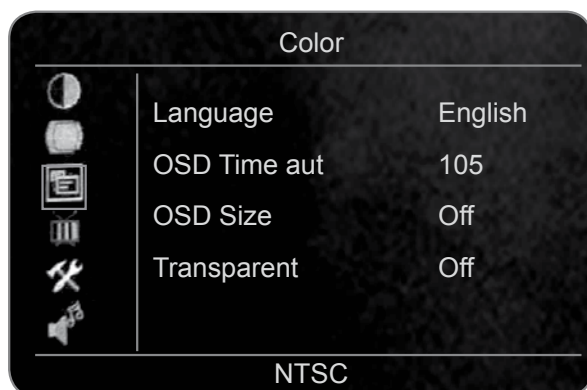 Color
Language English
OSD Time aut 105
OSD Size Off
Transparent Off
NTSC